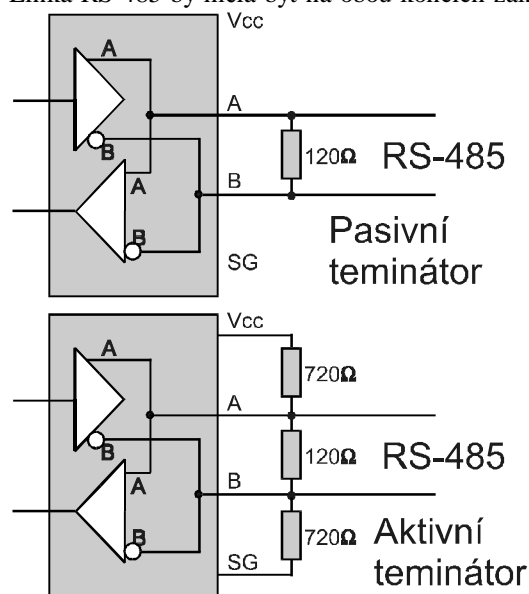 Linka RS-485 by měla být na obou koncích
Vcc
A
A
B
120Ω
RS-485
A
B
B
SG
Pasivní
teminátor
Vcc
720Ω
A
A
B
120Ω
RS-485
A
B
B
720Ω
SG
Aktivní
teminátor